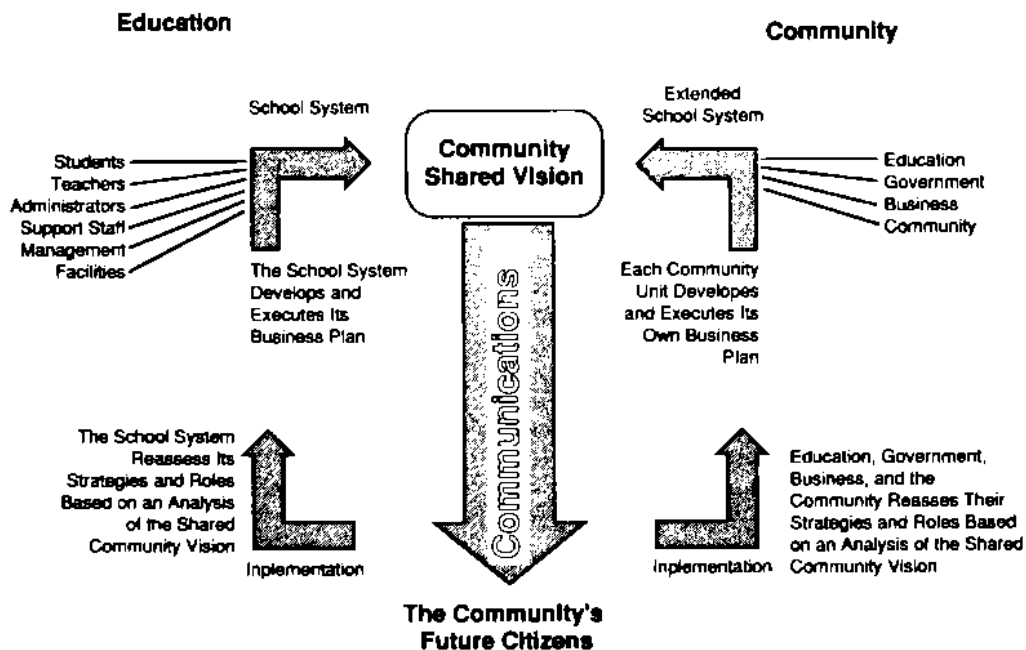 Education
Community
School System
Extended
School System
Community
Shared Vision
Students
Teachers
Administrators
Support Staff
Management
Facilities
Education
Government
Business
Community
The School System
Develops and
Executes Its
Business Plan
Each Community
Unit Developes
and Executes Its
Own Business
Plan
Communications
The School System
Reassess Its
Strategies and Roles
Based on an Analysis
of the Shared
Community Vision
Inplementation
Education, Government,
Business, and the
Community Reasses Their
Strategies and Roles Based
on an Analysis of the Shared
Community Vision
Inplementation
The Community's
Future Citizens